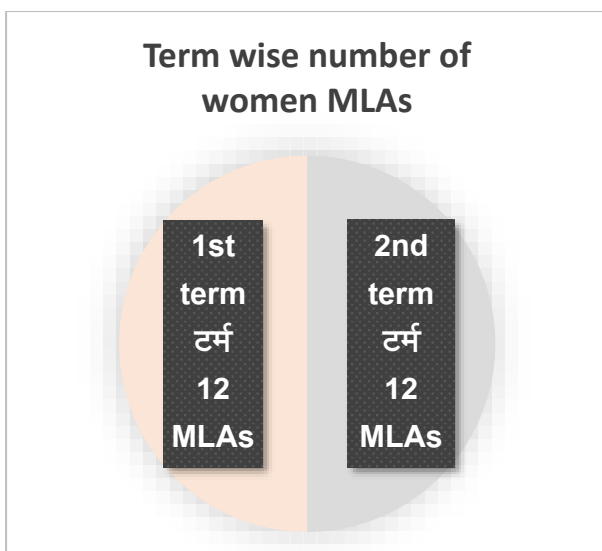 Term wise number of
women MLAs
1st
term
टर्म
12
MLAs
2nd
term
टर्म
12
MLAs